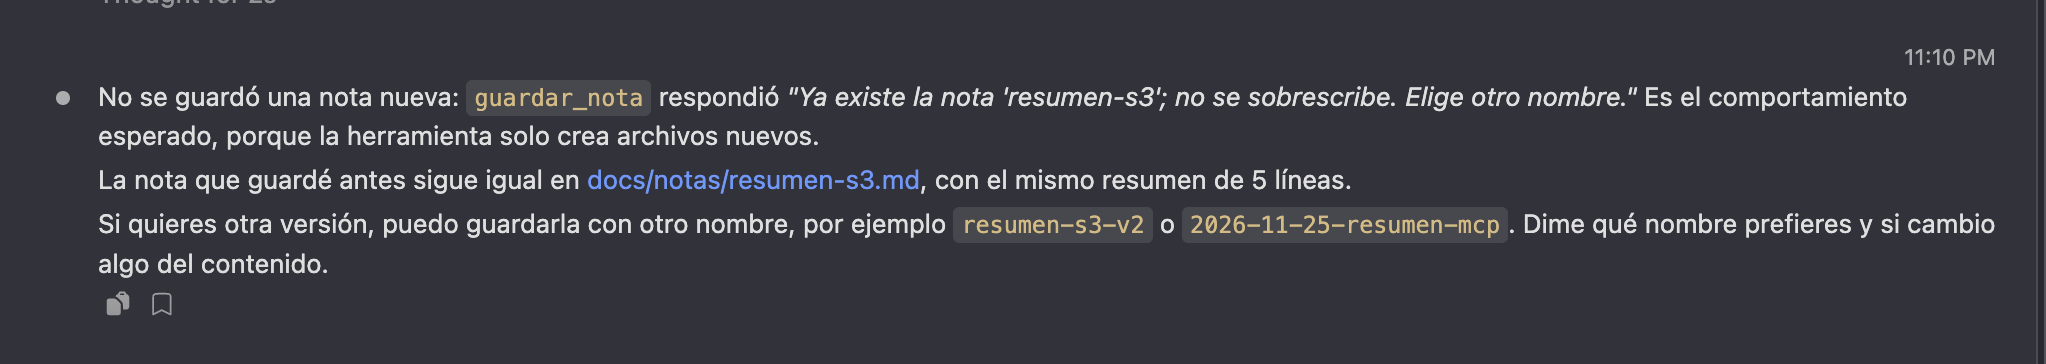 Thought for 2s
11:10 PM
No se guardó una nota nueva: guardar_nota respondió "Ya existe la nota 'resumen-s3'; no se sobrescribe. Elige otro nombre." Es el comportamiento
esperado, porque la herramienta solo crea archivos nuevos.
La nota que guardé antes sigue igual en docs/notas/resumen-s3.md, con el mismo resumen de 5 líneas.
Si quieres otra versión, puedo guardarla con otro nombre, por ejemplo resumen-s3-v2 o 2026-11-25-resumen-mcp. Dime qué nombre prefieres y si cambio
algo del contenido.